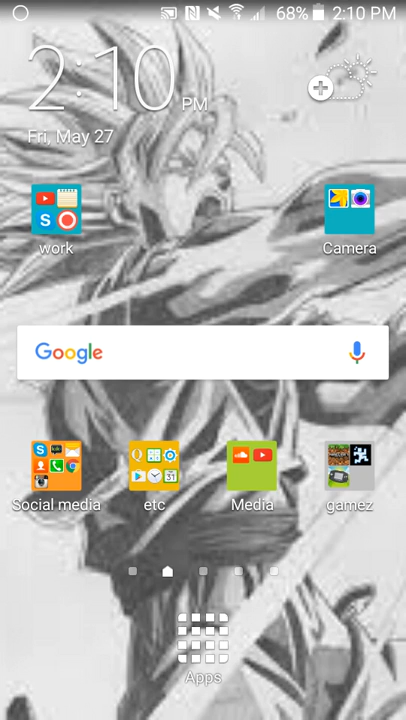 68% 2:10 PM
2:10 PM
Fri, May 27
work
Camera
Google
Social media
etc
Media
gamez
Apps